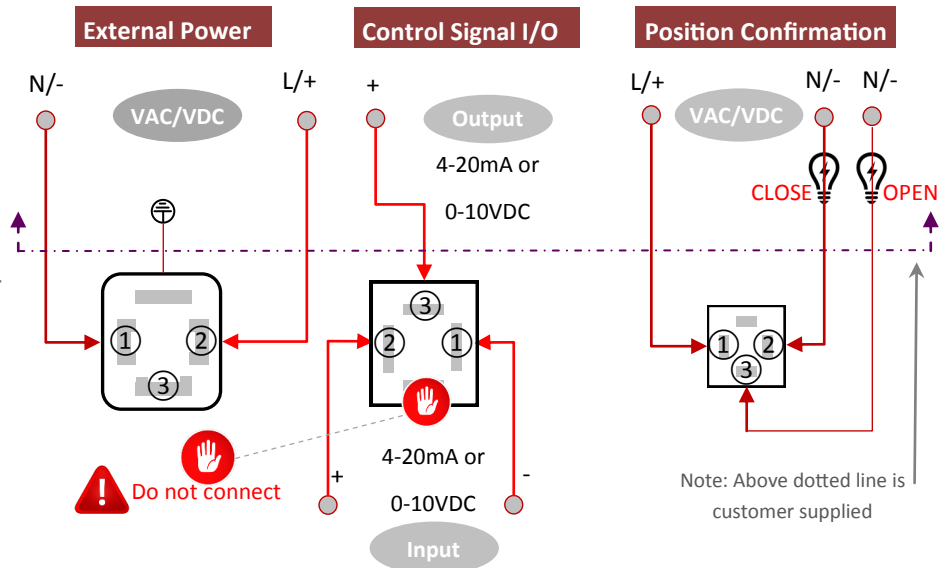 External Power
N/-
VAC/VDC
L/+
1
2
3
Do not connect
Control Signal I/O
+
Output
4-20mA or
0-10VDC
3
2
1
+
4-20mA or
0-10VDC
-
Input
Position Confirmation
L/+
VAC/VDC
N/- N/-
CLOSE
OPEN
1
2
3
Note: Above dotted line is
customer supplied